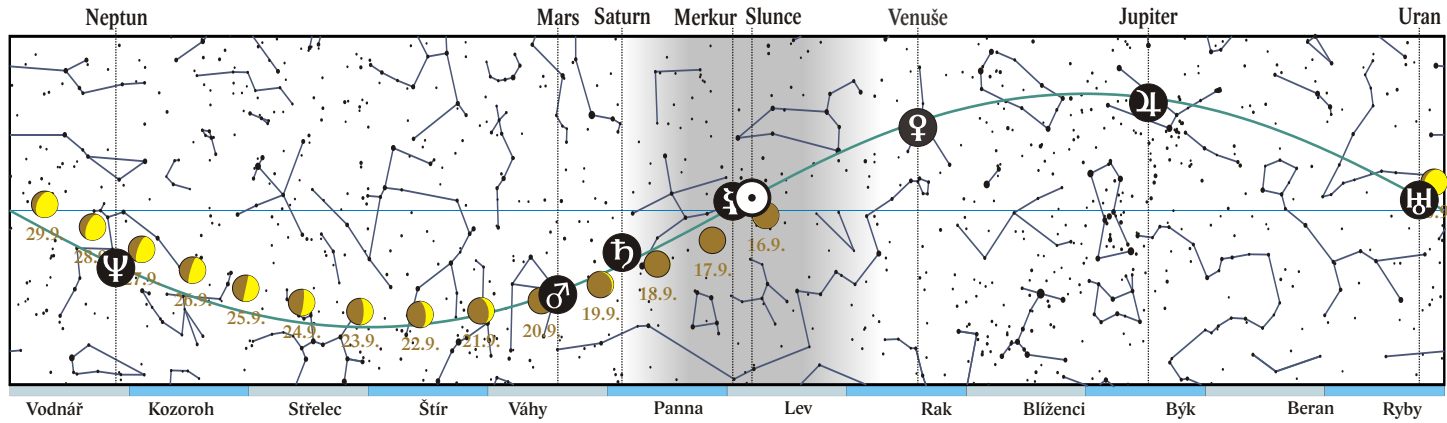 Neptun Mars Saturn Merkur Slunce Venuše Jupiter Uran
29.9. 28.9. 27.9. 26.9. 25.9. 24.9. 23.9. 22.9. 21.9. 20.9. 19.9. 18.9. 17.9. 16.9.
Vodnář Kozoroh Střelec Štír Váhy Panna Lev Rak Blíženci Býk Beran Ryby